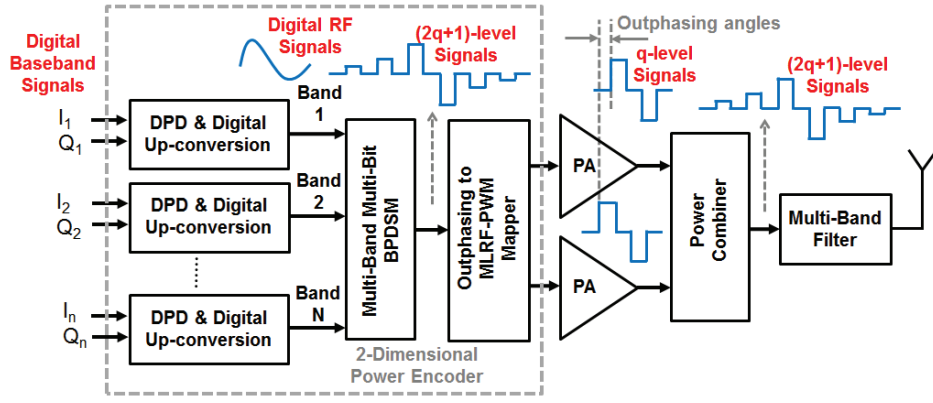 Digital
Baseband
Signals
Digital RF
Signals
(2q+1)-level
Signals
Outphasing angles
q-level
Signals
(2q+1)-level
Signals
I1
Q1
DPD & Digital
Up-conversion
Band
1
I2
Q2
DPD & Digital
Up-conversion
Band
2
In
Qn
DPD & Digital
Up-conversion
Band
N
Multi-Band Multi-Bit
BPDSM
Outphasing to
MLRF-PWM
Mapper
2-Dimensional
Power Encoder
PA
PA
Power
Combiner
Multi-Band
Filter